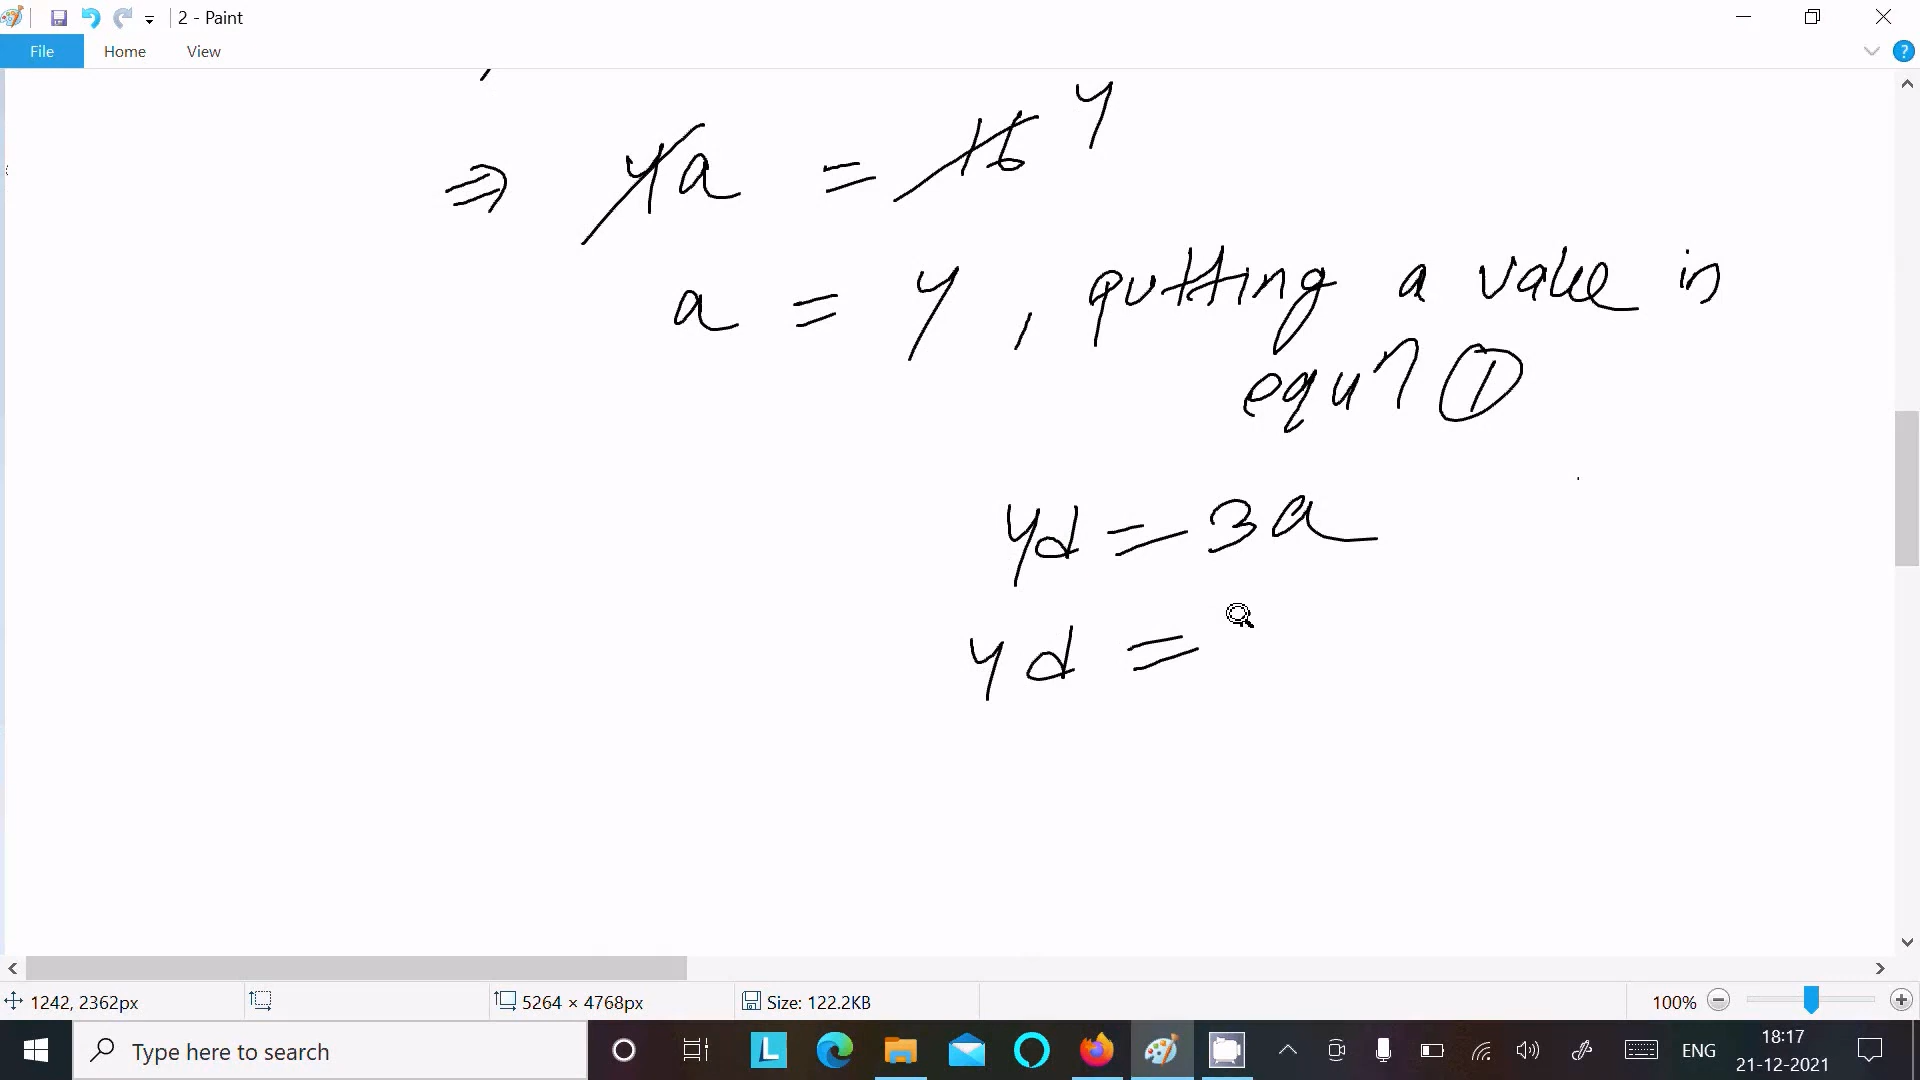 2 - Paint
File Home View
⇒ 4a = 16 4
a = 4 , putting a value in
equn ①
4d = 3a
4d =
1242, 2362px 5264 × 4768px Size: 122.2KB 100%
Type here to search ENG 18:17
21-12-2021